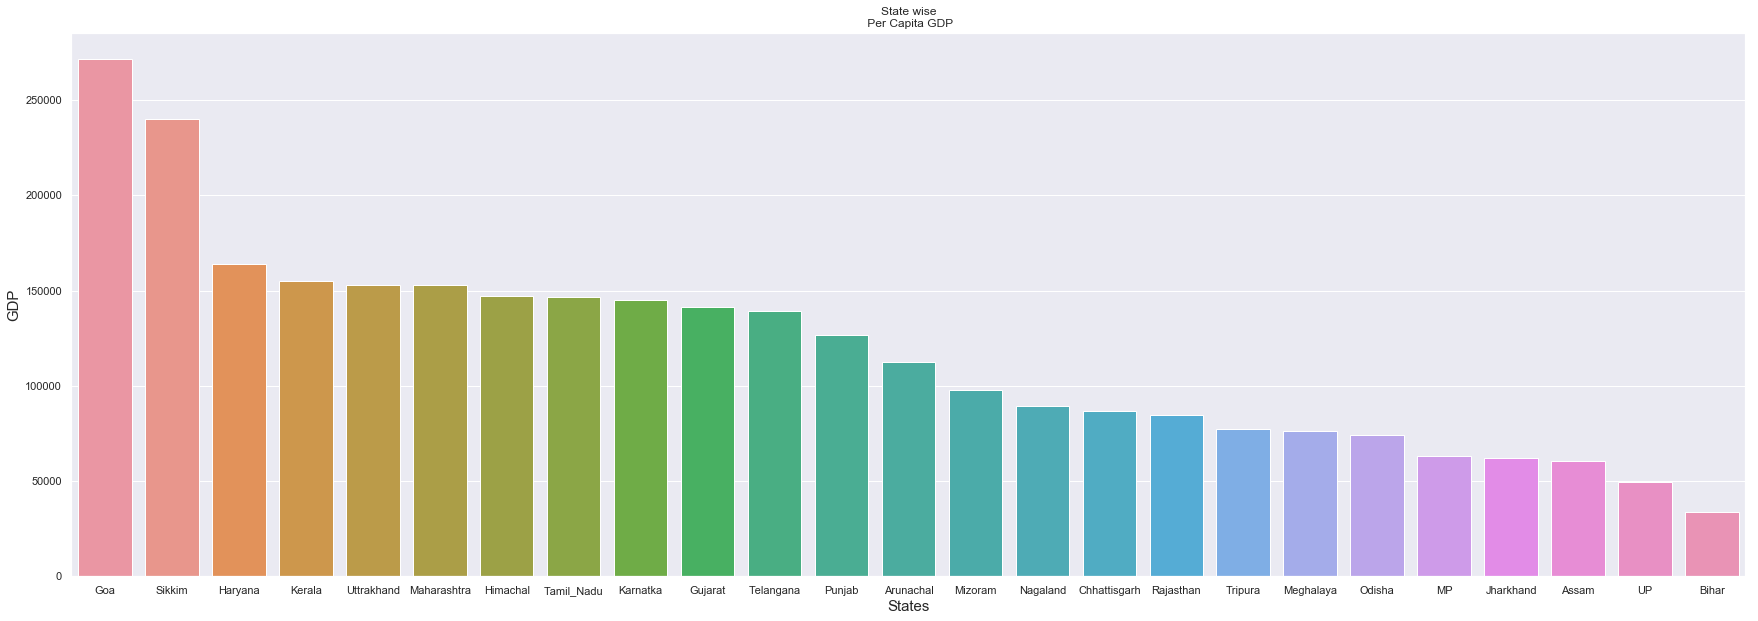 State wise
Per Capita GDP
250000
200000
150000
100000
50000
0
GDP
Goa Sikkim Haryana Kerala Uttrakhand Maharashtra Himachal Tamil_Nadu Karnatka Gujarat Telangana Punjab Arunachal Mizoram Nagaland Chhattisgarh Rajasthan Tripura Meghalaya Odisha MP Jharkhand Assam UP Bihar
States